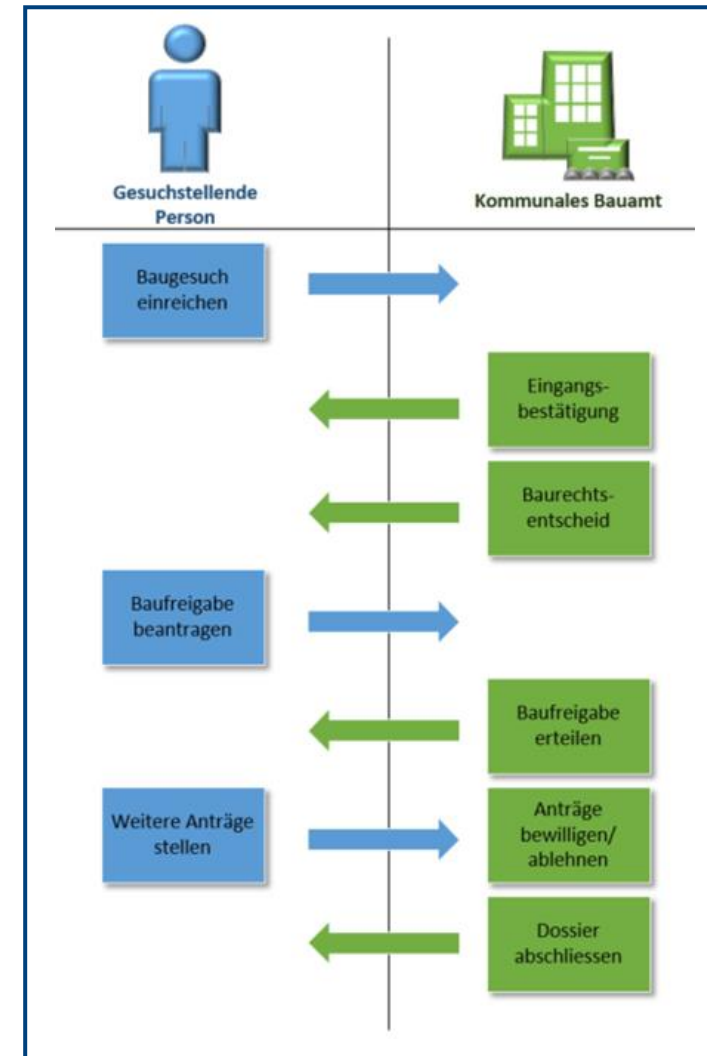 Gesuchstellende
Person
Kommunales Bauamt
Baugesuch
einreichen
Eingangs-
bestätigung
Baurechts-
entscheid
Baufreigabe
beantragen
Baufreigabe
erteilen
Weitere Anträge
stellen
Anträge
bewilligen/
ablehnen
Dossier
abschliessen